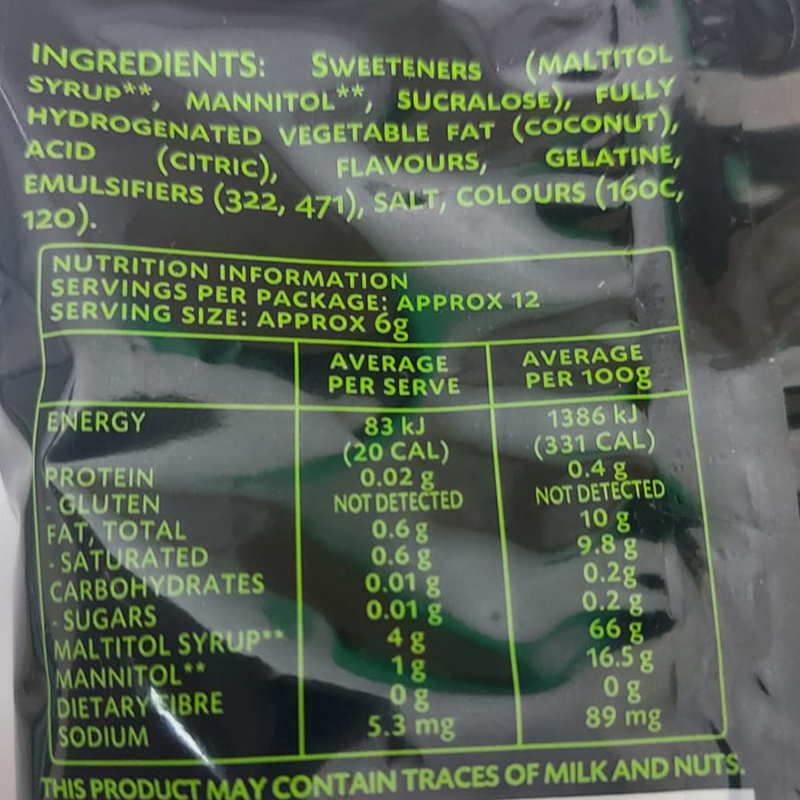 INGREDIENTS: SWEETENERS (MALTITOL
SYRUP**, MANNITOL**, SUCRALOSE), FULLY
HYDROGENATED VEGETABLE FAT (COCONUT),
ACID (CITRIC), FLAVOURS, GELATINE,
EMULSIFIERS (322, 471), SALT, COLOURS (160C,
120).
NUTRITION INFORMATION
SERVINGS PER PACKAGE: APPROX 12
SERVING SIZE: APPROX 6g
AVERAGE PER SERVE AVERAGE PER 100g
ENERGY 83 kJ 1386 kJ
(20 CAL) (331 CAL)
PROTEIN 0.02 g 0.4 g
- GLUTEN NOT DETECTED NOT DETECTED
FAT, TOTAL 0.6 g 10 g
- SATURATED 0.6 g 9.8 g
CARBOHYDRATES 0.01 g 0.2g
- SUGARS 0.01 g 0.2 g
MALTITOL SYRUP** 4 g 66 g
MANNITOL** 1 g 16.5 g
DIETARY FIBRE 0 g 0 g
SODIUM 5.3 mg 89 mg
THIS PRODUCT MAY CONTAIN TRACES OF MILK AND NUTS.